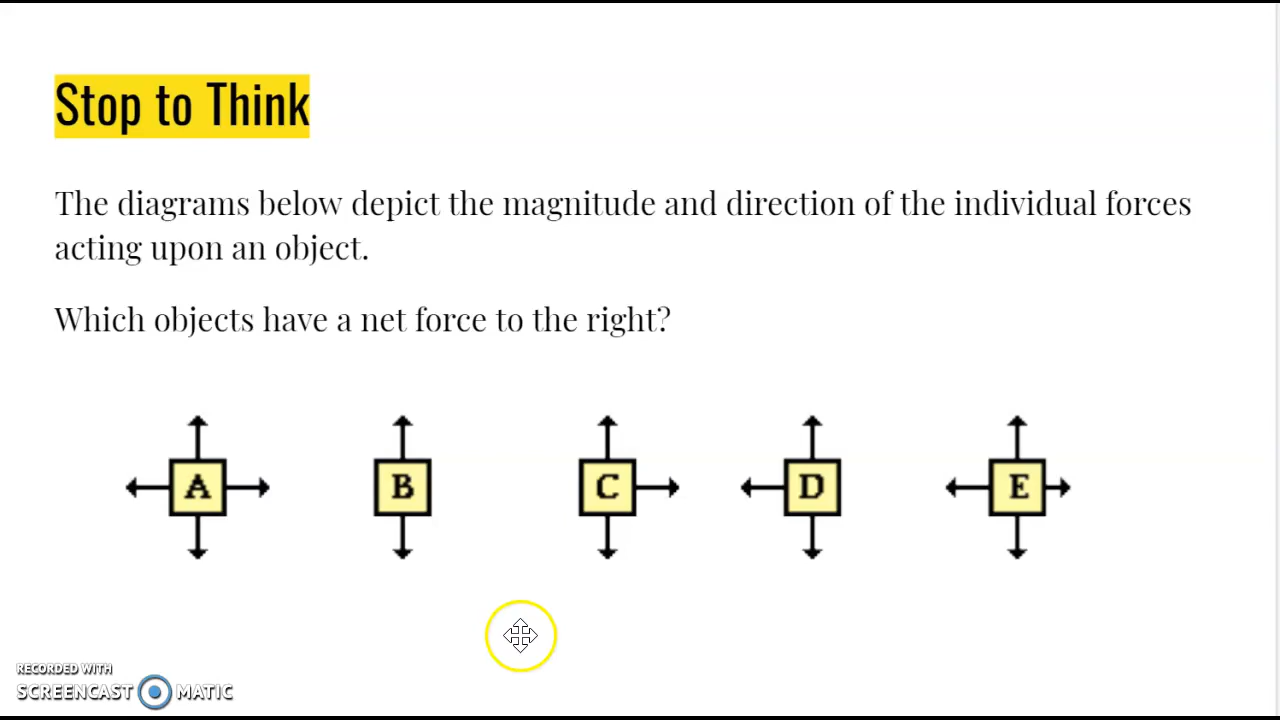 Stop to Think
The diagrams below depict the magnitude and direction of the individual forces
acting upon an object.
Which objects have a net force to the right?
A B C D E
RECORDED WITH
SCREENCAST MATIC